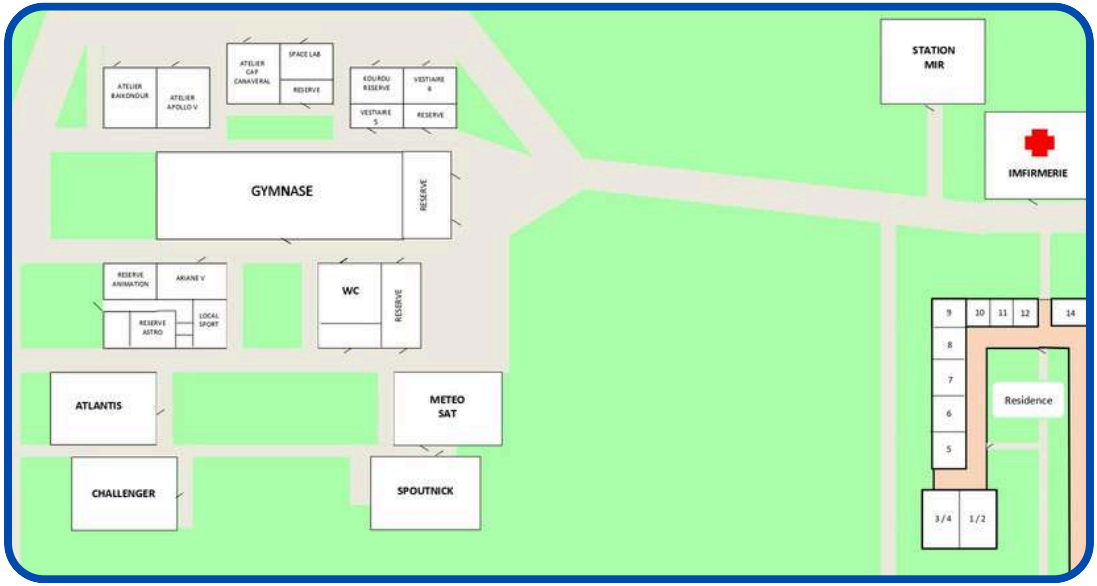 STATION
MIR
IMFIRMERIE
ATELIER
BAIKONOUR
ATELIER
APOLLO V
ATELIER
CAP
CANAVERAL
SPACE LAB
RESERVE
KOUROU
RESERVE
VESTIAIRE
6
VESTIAIRE
5
RESERVE
GYMNASE
RESERVE
RESERVE
ANIMATION
ARIANE V
RESERVE
ASTRO
LOCAL
SPORT
WC
RESERVE
ATLANTIS
METEO
SAT
CHALLENGER
SPOUTNICK
9
10
11
12
14
8
7
6
5
3 / 4
1 / 2
Residence